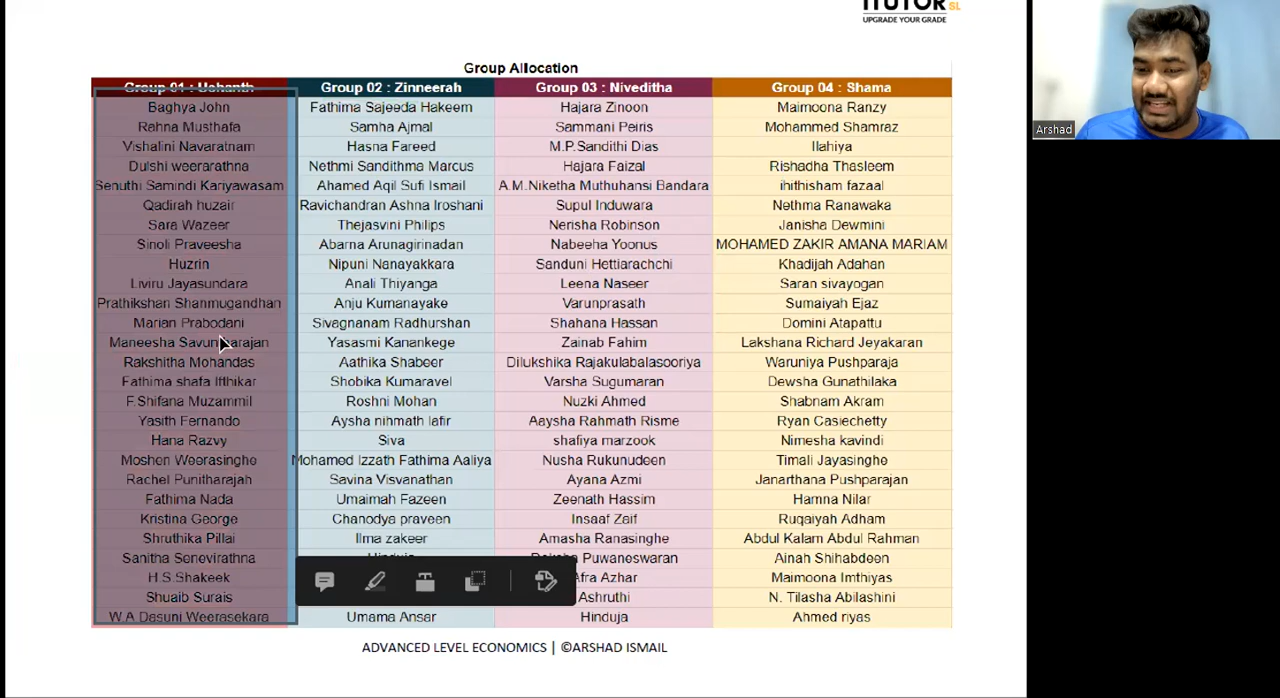 ITUTOR SL
UPGRADE YOUR GRADE
Arshad
Group Allocation
Group 01 : Ushanth Group 02 : Zinneerah Group 03 : Niveditha Group 04 : Shama
Baghya John Fathima Sajeeda Hakeem Hajara Zinoon Maimoona Ranzy
Rahna Musthafa Samha Ajmal Sammani Peiris Mohammed Shamraz
Vishalini Navaratnam Hasna Fareed M.P.Sandithi Dias Ilahiya
Dulshi weerarathna Nethmi Sandithma Marcus Hajara Faizal Rishadha Thasleem
Senuthi Samindi Kariyawasam Ahamed Aqil Sufi Ismail A.M.Niketha Muthuhansi Bandara ihithisham fazaal
Qadirah huzair Ravichandran Ashna Iroshani Supul Induwara Nethma Ranawaka
Sara Wazeer Thejasvini Philips Nerisha Robinson Janisha Dewmini
Sinoli Praveesha Abarna Arunagirinadan Nabeeha Yoonus MOHAMED ZAKIR AMANA MARIAM
Huzrin Nipuni Nanayakkara Sanduni Hettiarachchi Khadijah Adahan
Liviru Jayasundara Anali Thiyanga Leena Naseer Saran sivayogan
Prathikshan Shanmugandhan Anju Kumanayake Varunprasath Sumaiyah Ejaz
Marian Prabodani Sivagnanam Radhurshan Shahana Hassan Domini Atapattu
Maneesha Yasasmi Kanankege Zainab Fahim Lakshana Richard Jeyakaran
Rakshitha Mohandas Aathika Shabeer Dilukshika Rajakulabalasooriya Waruniya Pushparaja
Fathima shafa Ifthikar Shobika Kumaravel Varsha Sugumaran Dewsha Gunathilaka
F.Shifana Muzammil Roshni Mohan Nuzki Ahmed Shabnam Akram
Yasith Fernando Aysha nihmath lafir Aaysha Rahmath Risme Ryan Casiechetty
Hana Razvy Siva shafiya marzook Nimesha kavindi
Moshen Weerasinghe Mohamed Izzath Fathima Aaliya Nusha Rukunudeen Timali Jayasinghe
Rachel Punitharajah Savina Visvanathan Ayana Azmi Janarthana Pushparajan
Fathima Nada Umaimah Fazeen Zeenath Hassim Hamna Nilar
Kristina George Chanodya praveen Insaaf Zaif Ruqaiyah Adham
Shruthika Pillai Ilma zakeer Amasha Ranasinghe Abdul Kalam Abdul Rahman
Sanitha Senevirathna Puwaneswaran Ainah Shihabdeen
H.S.Shakeek Afra Azhar Maimoona Imthiyas
Shuaib Surais Ashruthi N. Tilasha Abilashini
W.A.Dasuni Weerasekara Umama Ansar Hinduja Ahmed riyas
ADVANCED LEVEL ECONOMICS | ©ARSHAD ISMAIL